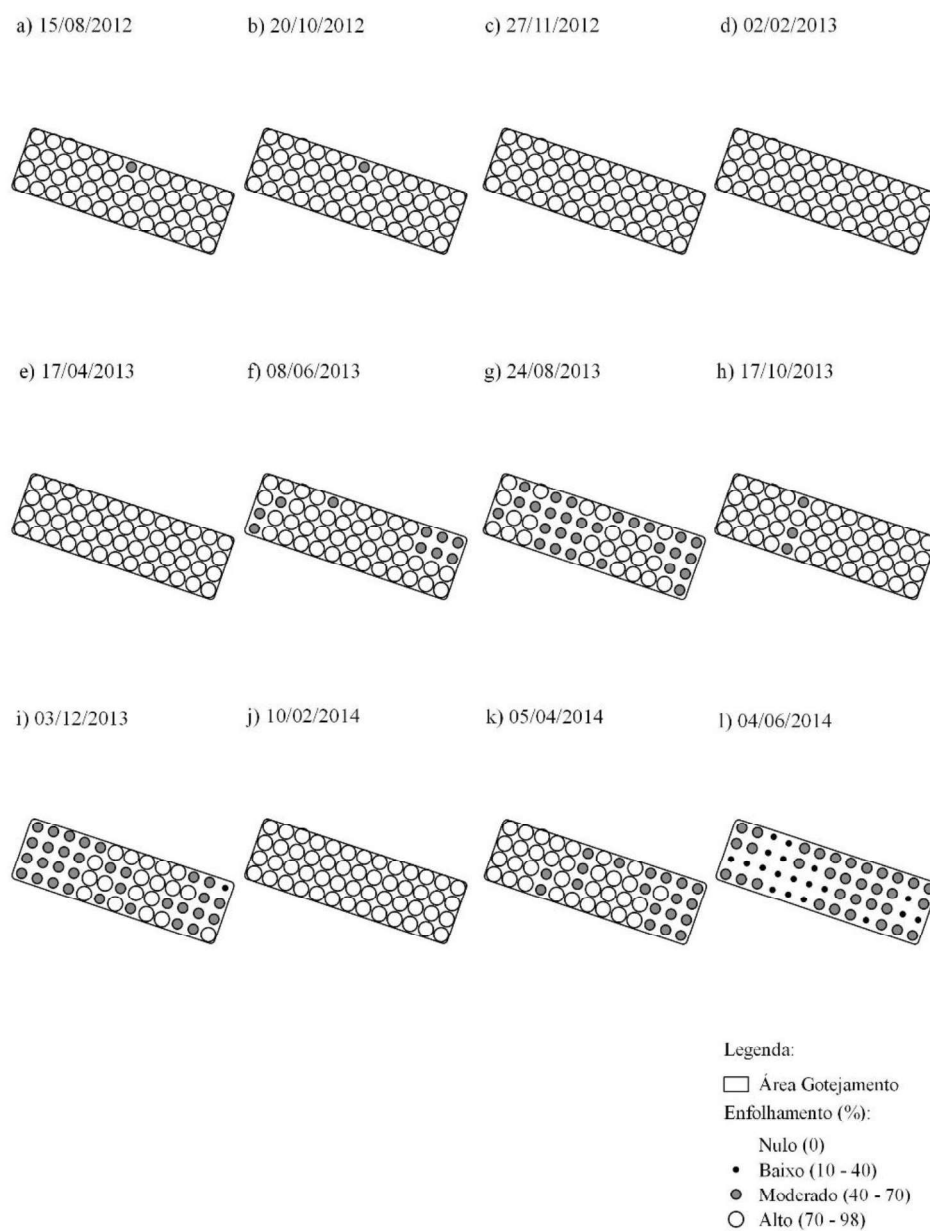 a) 15/08/2012
b) 20/10/2012
c) 27/11/2012
d) 02/02/2013
e) 17/04/2013
f) 08/06/2013
g) 24/08/2013
h) 17/10/2013
i) 03/12/2013
j) 10/02/2014
k) 05/04/2014
l) 04/06/2014
Legenda:
Área Gotejamento
Enfolhamento (%):
Nulo (0)
Baixo (10 - 40)
Moderado (40 - 70)
Alto (70 - 98)